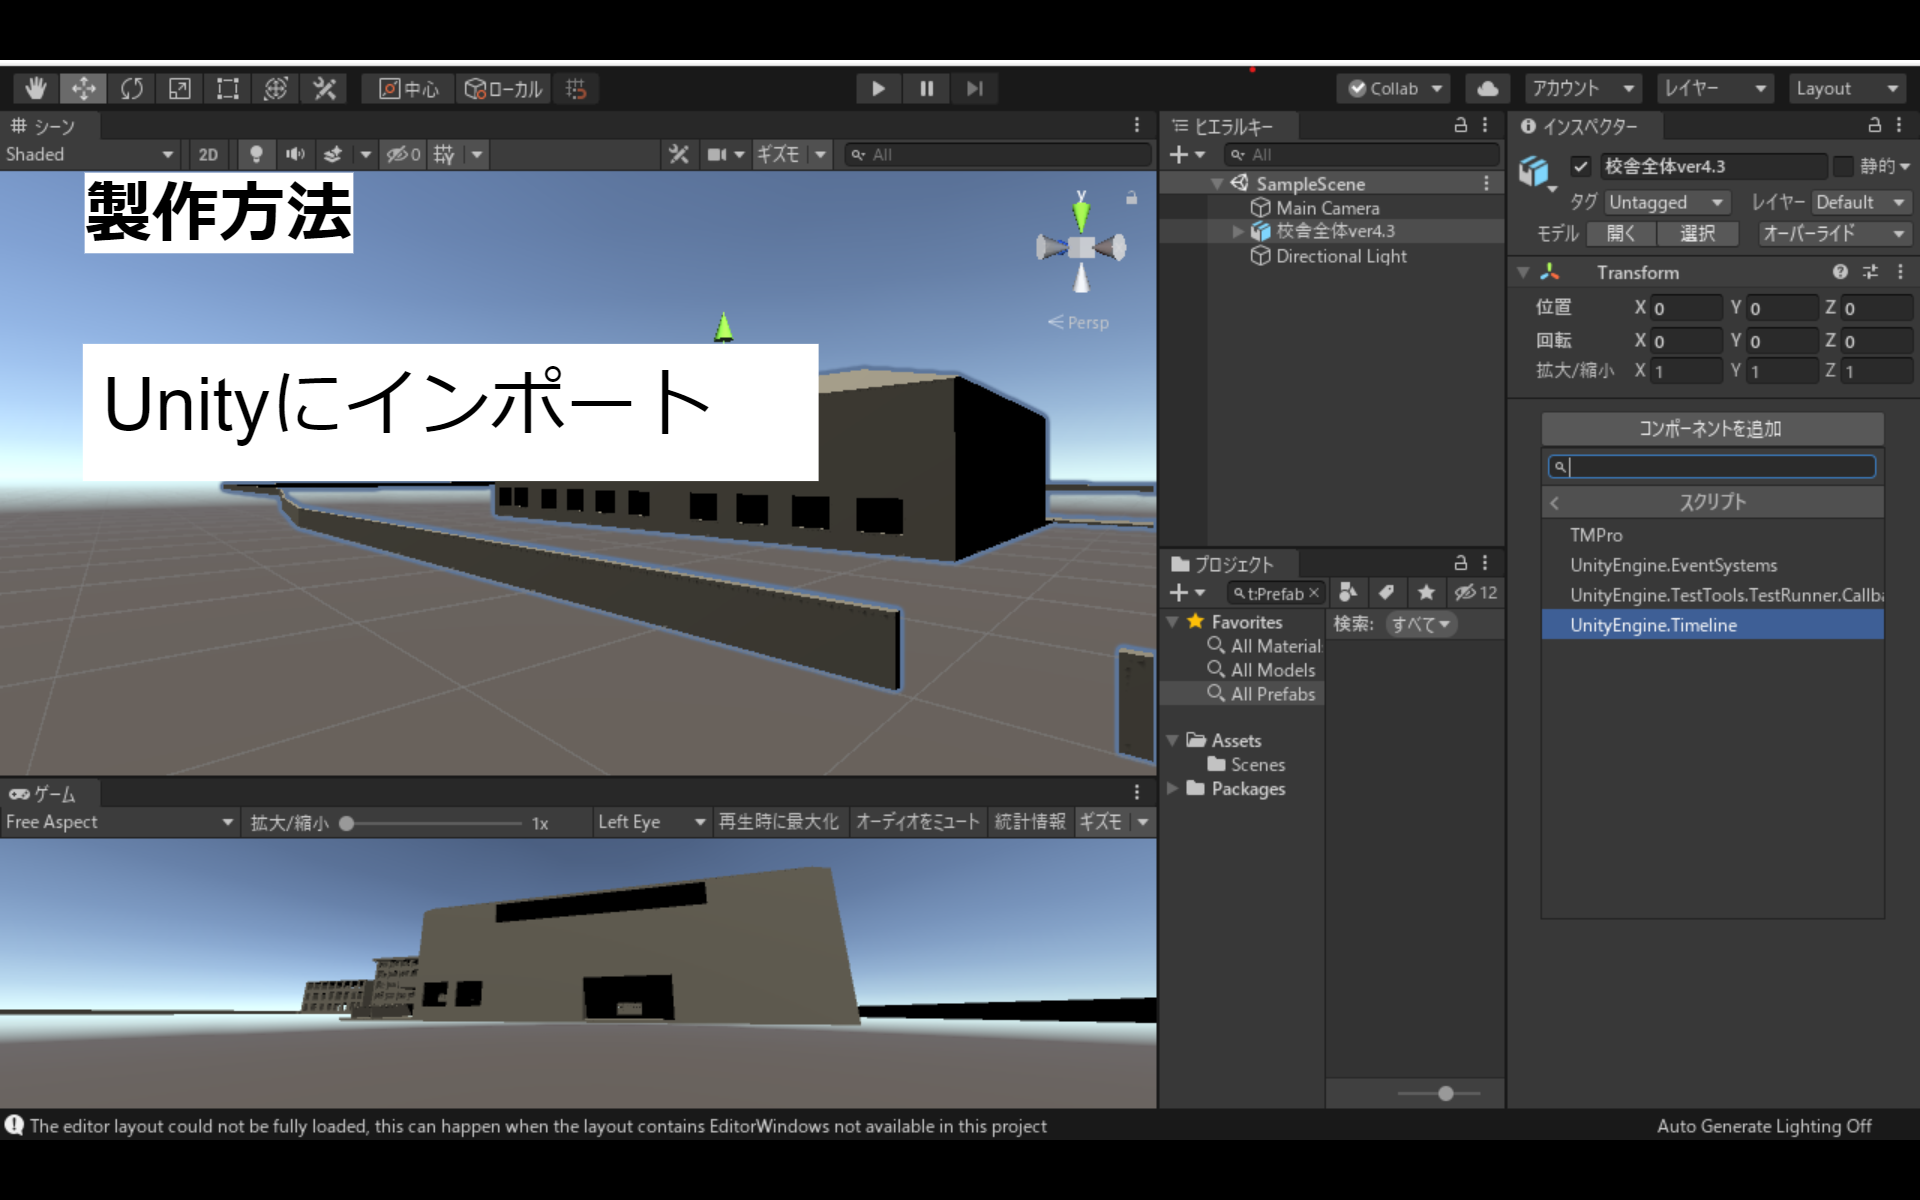 中心
ローカル
Collab
アカウント
レイヤー
Layout
シーン
Shaded
2D
0
ギズモ
All
製作方法
Unityにインポート
y
Persp
ヒエラルキー
All
SampleScene
Main Camera
校舎全体ver4.3
Directional Light
インスペクター
校舎全体ver4.3
静的
タグ Untagged レイヤー Default
モデル 開く 選択 オーバーライド
Transform
位置 X 0 Y 0 Z 0
回転 X 0 Y 0 Z 0
拡大/縮小 X 1 Y 1 Z 1
コンポーネントを追加
スクリプト
TMPro
UnityEngine.EventSystems
UnityEngine.TestTools.TestRunner.Callba
UnityEngine.Timeline
プロジェクト
t:Prefab
12
Favorites
All Material
All Models
All Prefabs
Assets
Scenes
Packages
検索: すべて
ゲーム
Free Aspect
拡大/縮小 1x
Left Eye
再生時に最大化
オーディオをミュート
統計情報
ギズモ
The editor layout could not be fully loaded, this can happen when the layout contains EditorWindows not available in this project
Auto Generate Lighting Off